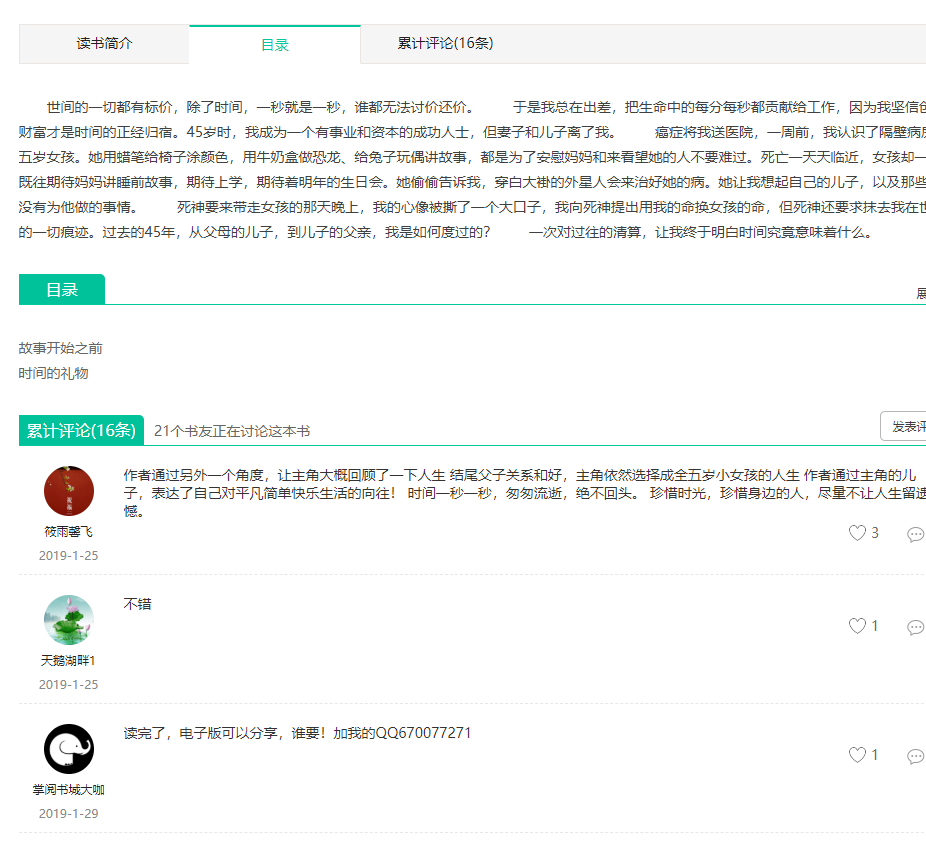 读书简介 目录 累计评论(16条)
世间的一切都有标价，除了时间，一秒就是一秒，谁都无法讨价还价。 于是我总在出差，把生命中的每分每秒都贡献给工作，因为我坚信创
财富才是时间的正经归宿。45岁时，我成为一个有事业和资本的成功人士，但妻子和儿子离了我。 癌症将我送医院，一周前，我认识了隔壁病房
五岁女孩。她用蜡笔给椅子涂颜色，用牛奶盒做恐龙、给兔子玩偶讲故事，都是为了安慰妈妈和来看望她的人不要难过。死亡一天天临近，女孩却一
既往期待妈妈讲睡前故事，期待上学，期待着明年的生日会。她偷偷告诉我，穿白大褂的外星人会来治好她的病。她让我想起自己的儿子，以及那些
没有为他做的事情。 死神要来带走女孩的那天晚上，我的心像被撕了一个大口子，我向死神提出用我的命换女孩的命，但死神还要求抹去我在世
的一切痕迹。过去的45年，从父母的儿子，到儿子的父亲，我是如何度过的？ 一次对过往的清算，让我终于明白时间究竟意味着什么。
目录 展
故事开始之前
时间的礼物
累计评论(16条) 21个书友正在讨论这本书 发表评
作者通过另外一个角度，让主角大概回顾了一下人生 结尾父子关系和好，主角依然选择成全五岁小女孩的人生 作者通过主角的儿
子，表达了自己对平凡简单快乐生活的向往！ 时间一秒一秒，匆匆流逝，绝不回头。 珍惜时光，珍惜身边的人，尽量不让人生留遗
憾。
筱雨馨飞 3
2019-1-25
不错
1
天鹅湖畔1
2019-1-25
读完了，电子版可以分享，谁要！加我的QQ670077271
1
掌阅书城大咖
2019-1-29